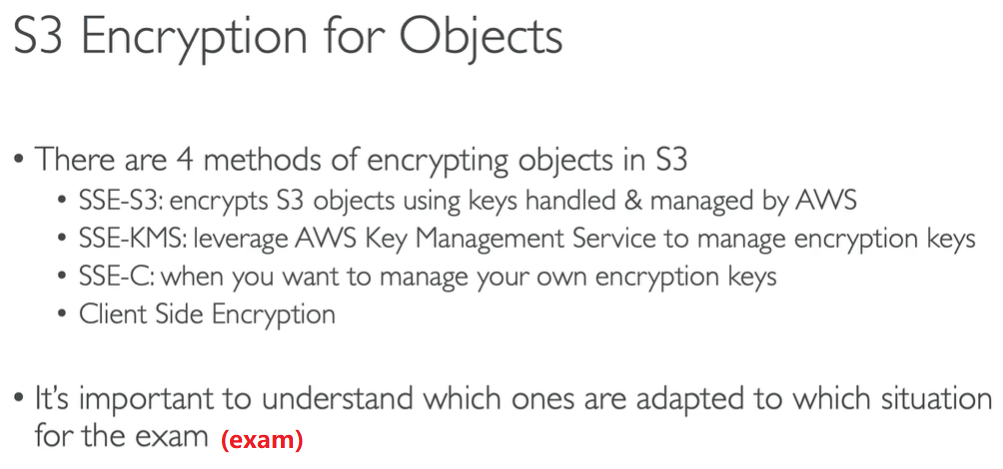 S3 Encryption for Objects
• There are 4 methods of encrypting objects in S3
• SSE-S3: encrypts S3 objects using keys handled & managed by AWS
• SSE-KMS: leverage AWS Key Management Service to manage encryption keys
• SSE-C: when you want to manage your own encryption keys
• Client Side Encryption
• It's important to understand which ones are adapted to which situation
for the exam (exam)